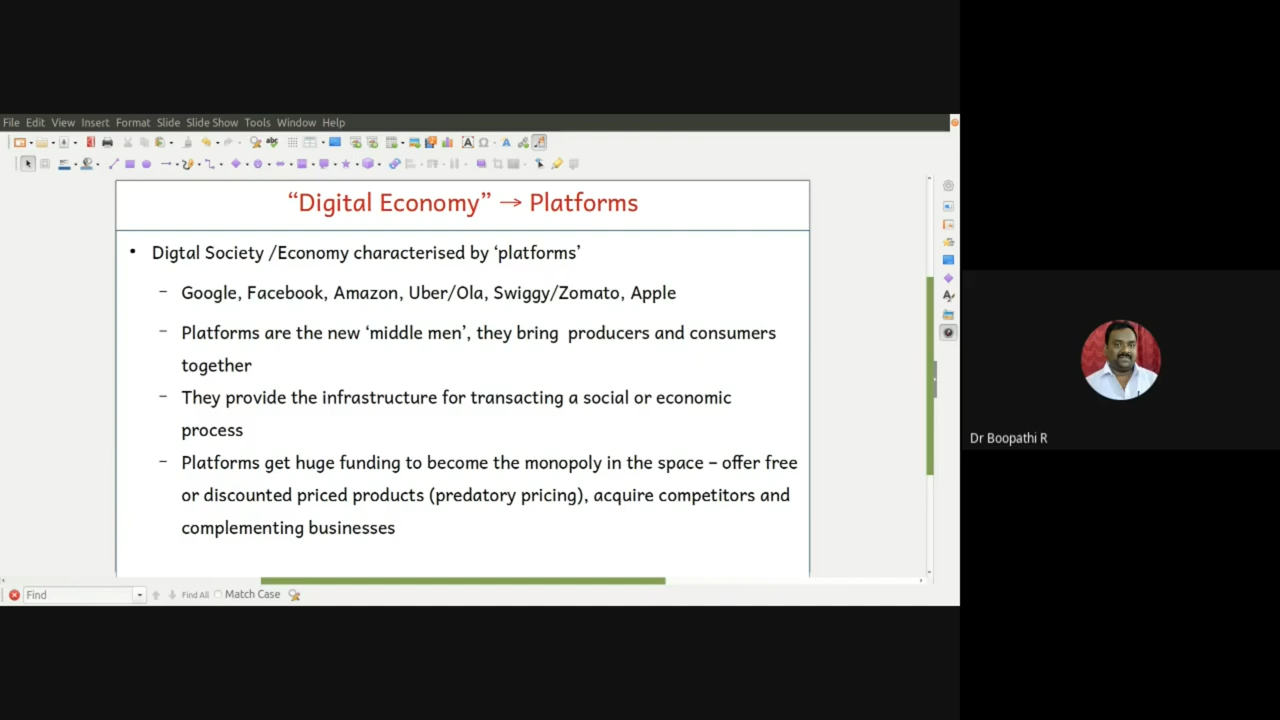 File Edit View Insert Format Slide Slide Show Tools Window Help
“Digital Economy” → Platforms
• Digtal Society /Economy characterised by ‘platforms’
– Google, Facebook, Amazon, Uber/Ola, Swiggy/Zomato, Apple
– Platforms are the new ‘middle men’, they bring producers and consumers
together
– They provide the infrastructure for transacting a social or economic
process
– Platforms get huge funding to become the monopoly in the space – offer free
or discounted priced products (predatory pricing), acquire competitors and
complementing businesses
Find Find All Match Case
Dr Boopathi R